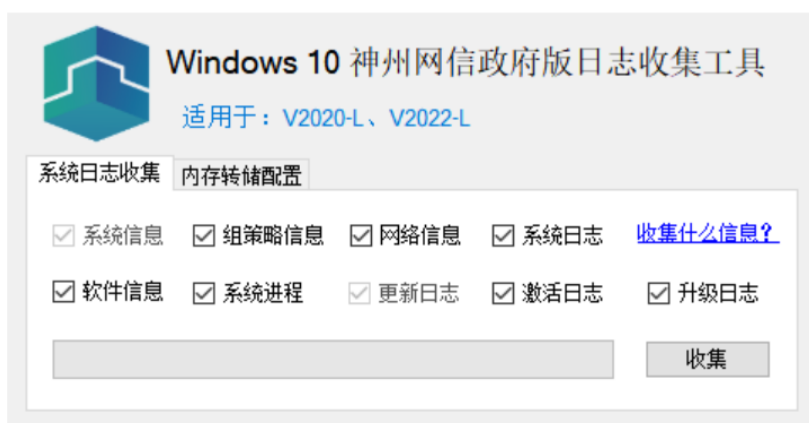 Windows 10 神州网信政府版日志收集工具
适用于：V2020-L、V2022-L
系统日志收集 内存转储配置
系统信息 组策略信息 网络信息 系统日志 收集什么信息？
软件信息 系统进程 更新日志 激活日志 升级日志
收集